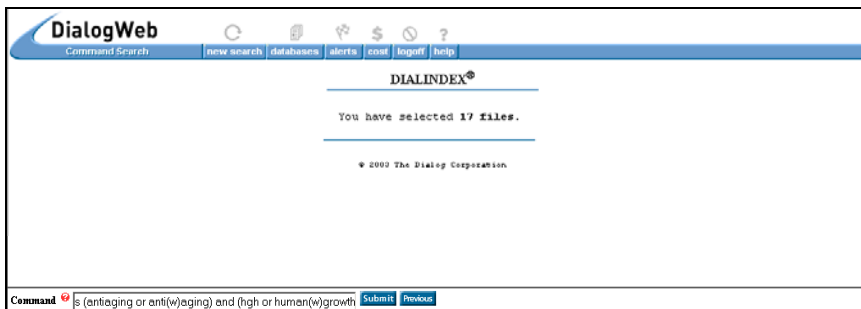 DialogWeb
Command Search
new search databases alerts cost logoff help
DIALINDEX®
You have selected 17 files.
© 2003 The Dialog Corporation
Command ? s (antiaging or anti(w)aging) and (hgh or human(w)growth Submit Previous